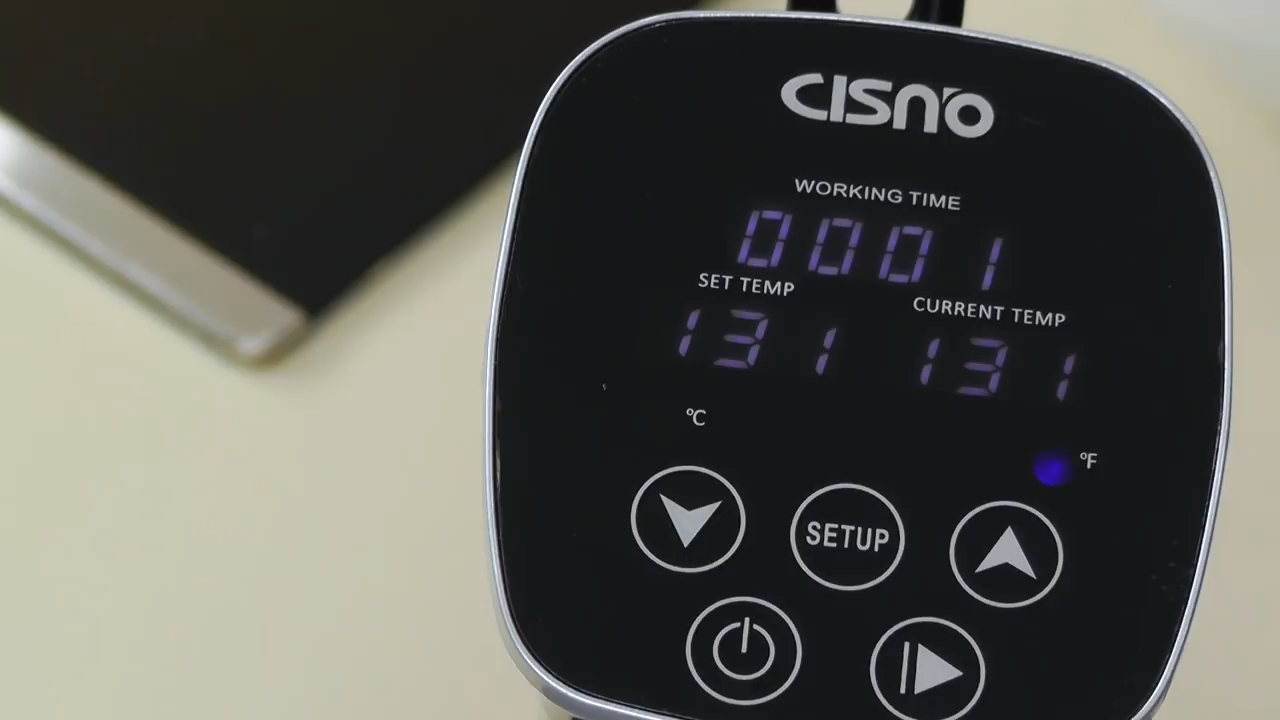 CISNO
WORKING TIME
0001
SET TEMP CURRENT TEMP
131 131
°C °F
SETUP